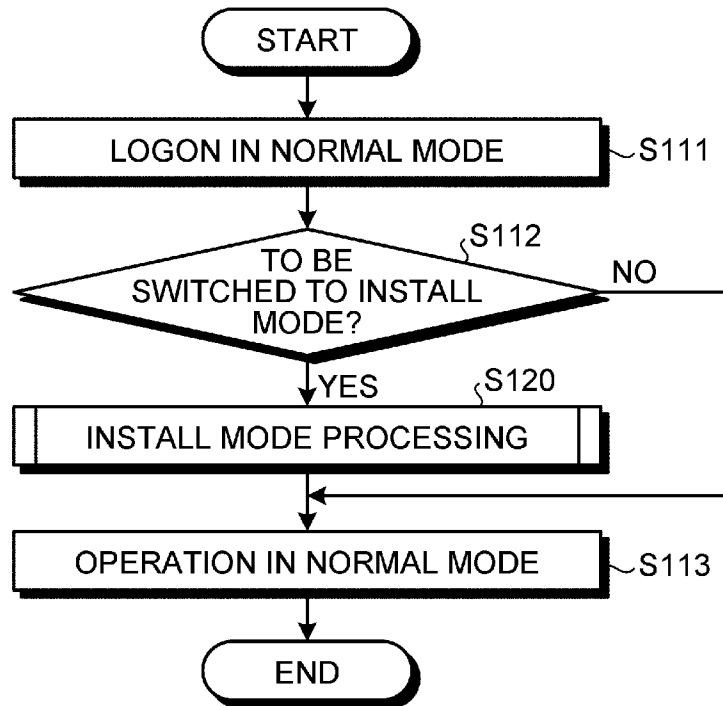 START
LOGON IN NORMAL MODE
S111
S112
TO BE
SWITCHED TO INSTALL
MODE?
NO
YES
S120
INSTALL MODE PROCESSING
OPERATION IN NORMAL MODE
S113
END